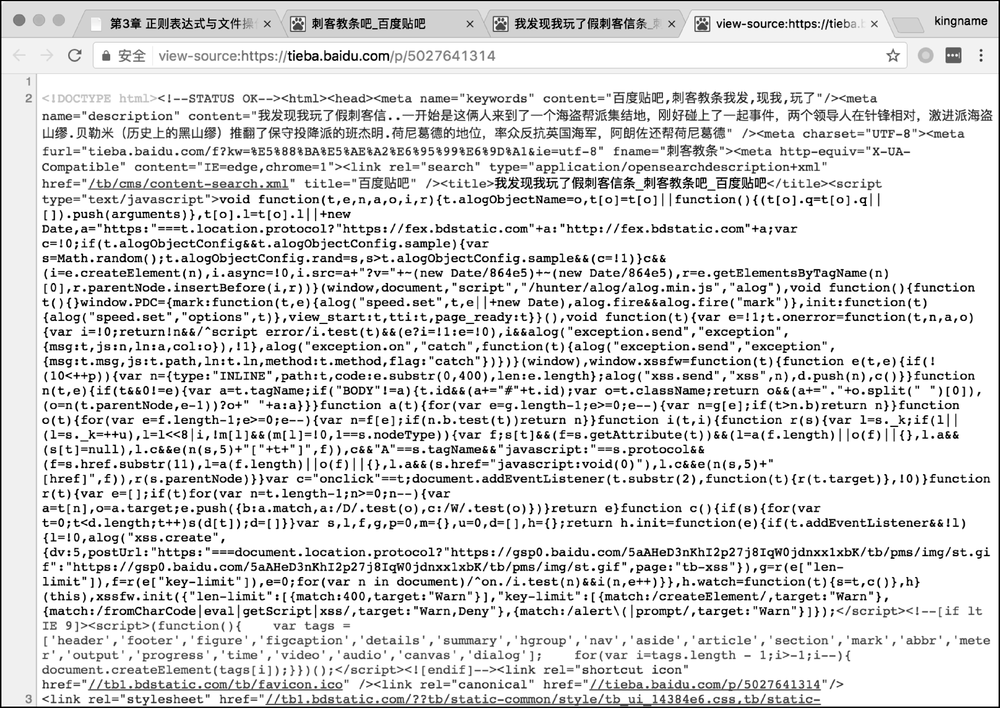 第3章 正则表达式与文件操
刺客教条吧_百度贴吧
我发现我玩了假刺客信条_刺
view-source:https://tieba.b
kingname
安全
view-source:https://tieba.baidu.com/p/5027641314
1
2
<!DOCTYPE html><!--STATUS OK--><html><head><meta name="keywords" content="百度贴吧,刺客教条我发,现我,玩了"/><meta
name="description" content="我发现我玩了假刺客信..一开始是这俩人来到了一个海盗帮派集结地，刚好碰上了一起事件，两个领导人在针锋相对，激进派海盗
山缪.贝勒米（历史上的黑山缪）推翻了保守投降派的班杰明.荷尼葛德的地位，率众反抗英国海军，阿朗佐还帮荷尼葛德" /><meta charset="UTF-8"><meta
furl="tieba.baidu.com/f?kw=%E5%88%BA%E5%AE%A2%E6%95%99%E6%9D%A1&ie=utf-8" fname="刺客教条"><meta http-equiv="X-UA-
Compatible" content="IE=edge,chrome=1"><link rel="search" type="application/opensearchdescription+xml"
href="/tb/cms/content-search.xml" title="百度贴吧" /><title>我发现我玩了假刺客信条_刺客教条吧_百度贴吧</title><script
type="text/javascript">void function(t,e,n,a,o,i,r){t.alogObjectName=o,t[o]=t[o]||function(){(t[o].q=t[o].q||
[]).push(arguments)},t[o].l=t[o].l||+new
Date,a="https:"===t.location.protocol?"https://fex.bdstatic.com"+a:"http://fex.bdstatic.com"+a;var
c=!0;if(t.alogObjectConfig&&t.alogObjectConfig.sample){var
s=Math.random();t.alogObjectConfig.rand=s,s>t.alogObjectConfig.sample&&(c=!1)}c&&
(i=e.createElement(n),i.async=!0,i.src=a+"?v="+~(new Date/864e5)+~(new Date/864e5),r=e.getElementsByTagName(n)
[0],r.parentNode.insertBefore(i,r))}(window,document,"script","/hunter/alog/alog.min.js","alog"),void function(){function
t(){}window.PDC={mark:function(t,e){alog("speed.set",t,e||+new Date),alog.fire&&alog.fire("mark")},init:function(t)
{alog("speed.set","options",t)},view_start:t,tti:t,page_ready:t}}(),void function(t){var e=!1;t.onerror=function(t,n,a,o)
{var i=!0;return!n&&/^script error/i.test(t)&&(e?i=!1:e=!0),i&&alog("exception.send","exception",
{msg:t,js:n,ln:a,col:o}),!1},alog("exception.on","catch",function(t){alog("exception.send","exception",
{msg:t.msg,js:t.path,ln:t.ln,method:t.method,flag:"catch"})})}(window),window.xssfw=function(t){function e(t,e){if(!
(10<++p)){var n={type:"INLINE",path:t,code:e.substr(0,400),len:e.length};alog("xss.send","xss",n),d.push(n),c()}}function
n(t,e){if(t&&0!=e){var a=t.tagName;if("BODY"!=a){t.id&&(a+="#"+t.id);var o=t.className;return o&&(a+="."+o.split(" ")[0]),
(o=n(t.parentNode,e-1))?o+" "+a:a}}}function a(t){for(var e=g.length-1;e>=0;e--){var n=g[e];if(t>n.b)return n}}function
o(t){for(var e=f.length-1;e>=0;e--){var n=f[e];if(n.b.test(t))return n}}function i(t,i){function r(s){var l=s._k;if(l||
(l=s._k=++u),l=l<<8|i,!m[l]&&(m[l]=!0,1==s.nodeType)){var f;s[t]&&(f=s.getAttribute(t))&&(l=a(f.length)||o(f)||{},l.a&&
(s[t]=null),l.c&&e(n(s,5)+"["+t+"]",f)),c&&"A"==s.tagName&&"javascript:"==s.protocol&&
(f=s.href.substr(11),l=a(f.length)||o(f)||{},l.a&&(s.href="javascript:void(0)"),l.c&&e(n(s,5)+"
[href]",f)),r(s.parentNode)}}var c="onclick"==t;document.addEventListener(t.substr(2),function(t){r(t.target)},!0)}function
r(t){var e=[];if(t)for(var n=t.length-1;n>=0;n--){var
a=t[n],o=a.target;e.push({b:a.match,a:/D/.test(o),c:/W/.test(o)})}return e}function c(){if(s){for(var
t=0;t<d.length;t++)s(d[t]);d=[]}}var s,l,f,g,p=0,m={},u=0,d=[],h={};return h.init=function(e){if(t.addEventListener&&!l)
{l=!0,alog("xss.create",
{dv:5,postUrl:"https:"===document.location.protocol?"https://gsp0.baidu.com/5aAHeD3nKhI2p27j8IqW0jdnxx1xbK/tb/pms/img/st.gi
f":"https://gsp0.baidu.com/5aAHeD3nKhI2p27j8IqW0jdnxx1xbK/tb/pms/img/st.gif",page:"tb-xss"}),g=r(e["len-
limit"]),f=r(e["key-limit"]),e=0;for(var n in document)/^on./i.test(n)&&i(n,e++)}},h.watch=function(t){s=t,c()},h}
(this),xssfw.init({"len-limit":[{match:400,target:"Warn"}],"key-limit":[{match:/createElement/,target:"Warn"},
{match:/fromCharCode|eval|getScript|xss/,target:"Warn,Deny"},{match:/alert\(|prompt/,target:"Warn"}]});</script><!--[if lt
IE 9]><script>(function(){    var tags =
['header','footer','figure','figcaption','details','summary','hgroup','nav','aside','article','section','mark','abbr','mete
r','output','progress','time','video','audio','canvas','dialog'];    for(var i=tags.length - 1;i>-1;i--){
document.createElement(tags[i]);}})();</script><![endif]--><link rel="shortcut icon"
href="//tb1.bdstatic.com/tb/favicon.ico" /><link rel="canonical" href="//tieba.baidu.com/p/5027641314"/>
3
<link rel="stylesheet" href="//tb1.bdstatic.com/??tb/static-common/style/tb_ui_14384e6.css,tb/static-